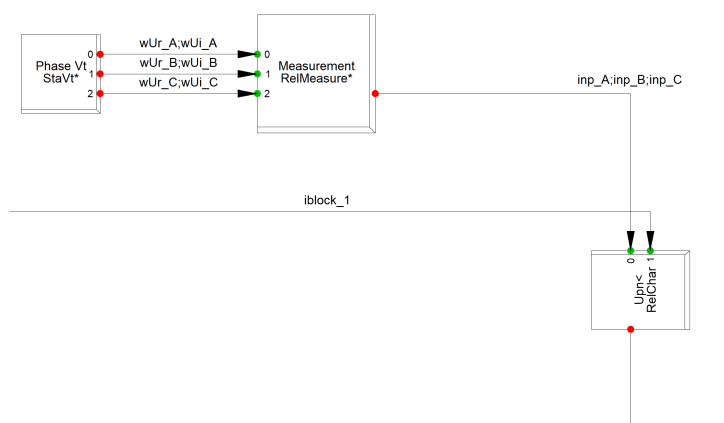 wUr_A;wUi_A
0
0
Phase Vt
StaVt*
wUr_B;wUi_B
1
1
Measurement
RelMeasure*
wUr_C;wUi_C
2
2
inp_A;inp_B;inp_C
iblock_1
0
1
Upn<
RelChar